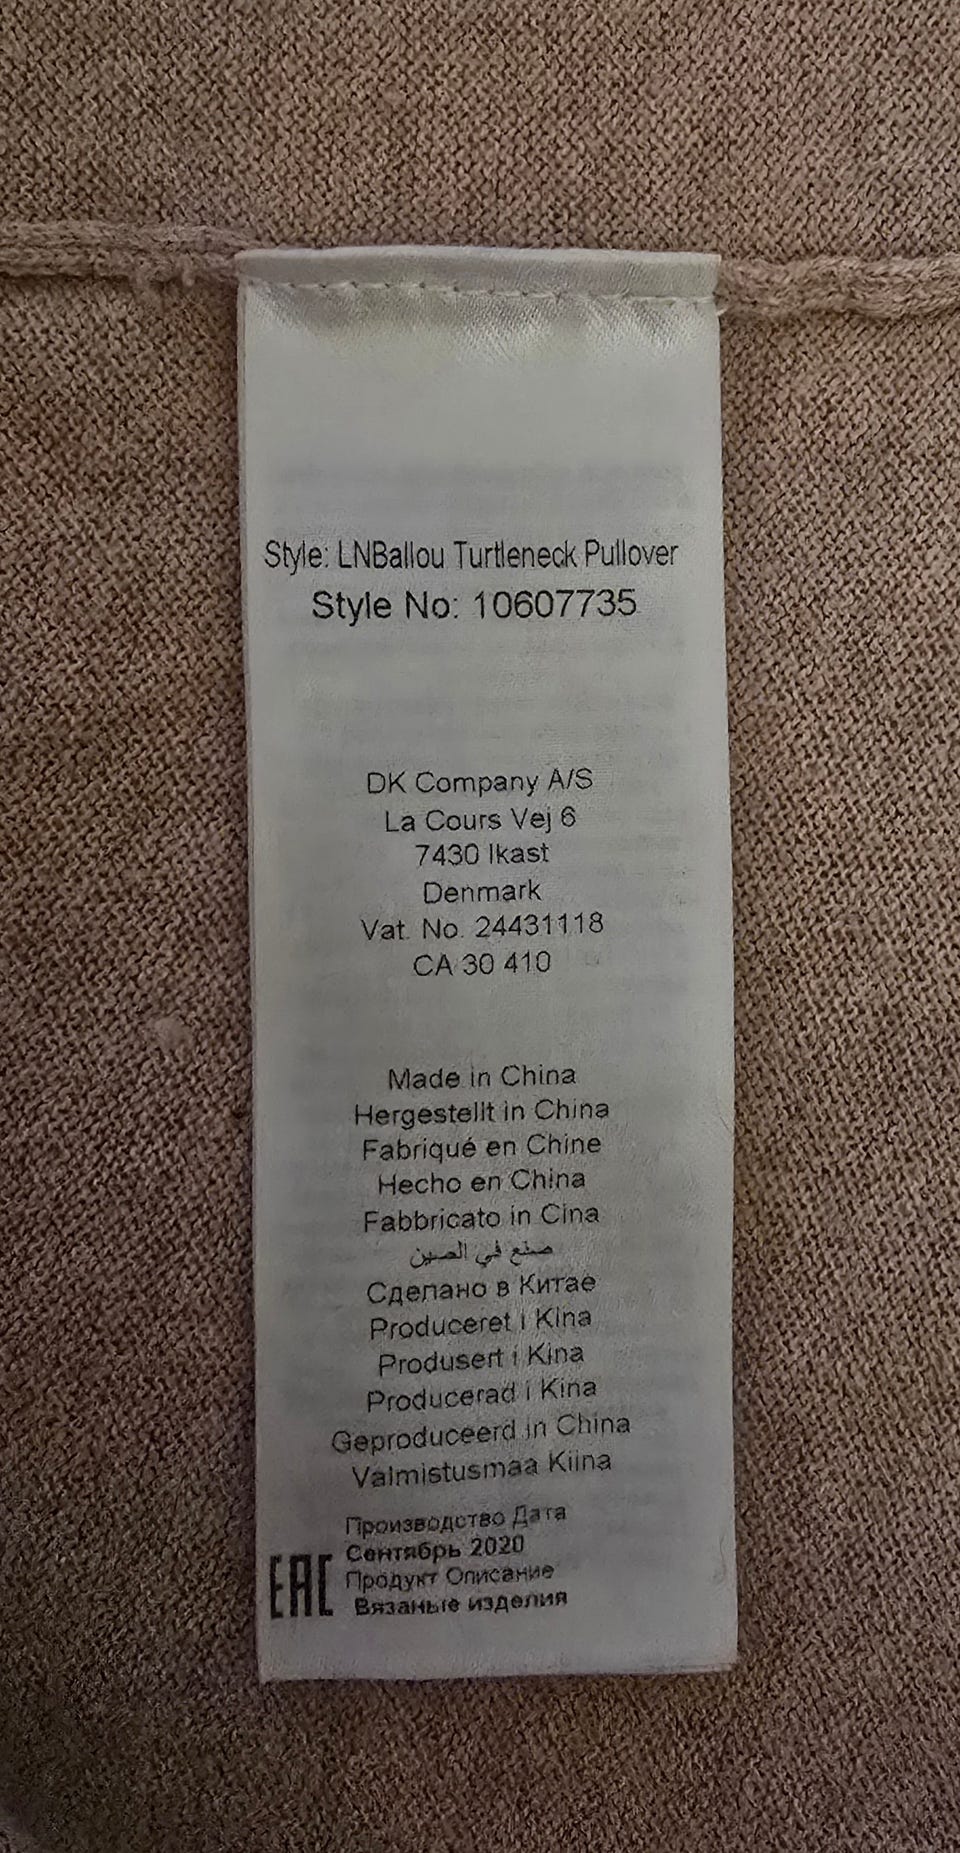 Style: LNBallou Turtleneck Pullover
Style No: 10607735
DK Company A/S
La Cours Vej 6
7430 Ikast
Denmark
Vat. No. 24431118
CA 30 410
Made in China
Hergestellt in China
Fabriqué en Chine
Hecho en China
Fabbricato in Cina
صنع في الصين
Сделано в Китае
Produceret i Kina
Produsert i Kina
Producerad i Kina
Geproduceerd in China
Valmistusmaa Kiina
Производство Дата
Сентябрь 2020
EAC Продукт Описание
Вязаные изделия